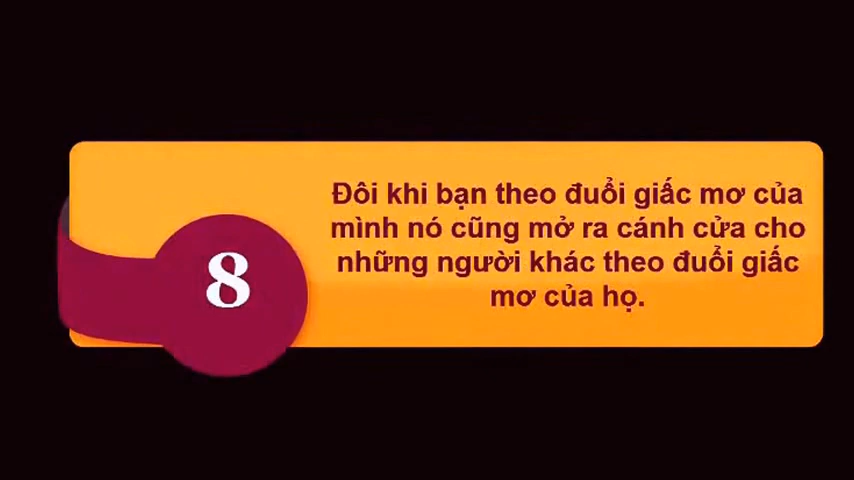 8
Đôi khi bạn theo đuổi giấc mơ của
mình nó cũng mở ra cánh cửa cho
những người khác theo đuổi giấc
mơ của họ.